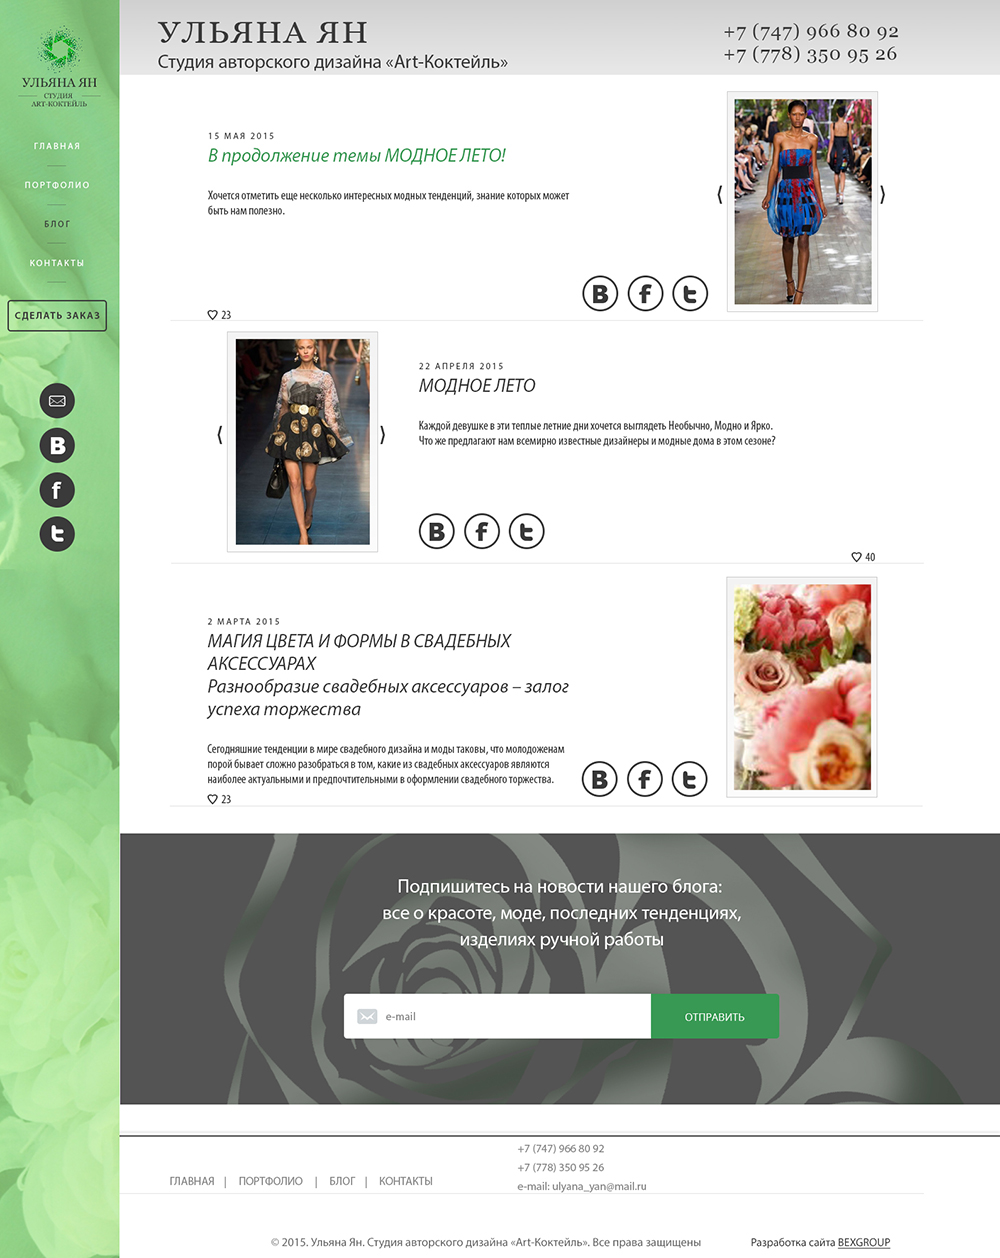 УЛЬЯНА ЯН
СТУДИЯ
ART-КОКТЕЙЛЬ
ГЛАВНАЯ
ПОРТФОЛИО
БЛОГ
КОНТАКТЫ
СДЕЛАТЬ ЗАКАЗ
УЛЬЯНА ЯН
Студия авторского дизайна «Art-Коктейль»
+7 (747) 966 80 92
+7 (778) 350 95 26
15 МАЯ 2015
В продолжение темы МОДНОЕ ЛЕТО!
Хочется отметить еще несколько интересных модных тенденций, знание которых может
быть нам полезно.
23
22 АПРЕЛЯ 2015
МОДНОЕ ЛЕТО
Каждой девушке в эти теплые летние дни хочется выглядеть Необычно, Модно и Ярко.
Что же предлагают нам всемирно известные дизайнеры и модные дома в этом сезоне?
40
2 МАРТА 2015
МАГИЯ ЦВЕТА И ФОРМЫ В СВАДЕБНЫХ
АКСЕССУАРАХ
Разнообразие свадебных аксессуаров – залог
успеха торжества
Сегодняшние тенденции в мире свадебного дизайна и моды таковы, что молодоженам
порой бывает сложно разобраться в том, какие из свадебных аксессуаров являются
наиболее актуальными и предпочтительными в оформлении свадебного торжества.
23
Подпишитесь на новости нашего блога:
все о красоте, моде, последних тенденциях,
изделиях ручной работы
e-mail
ОТПРАВИТЬ
ГЛАВНАЯ | ПОРТФОЛИО | БЛОГ | КОНТАКТЫ
+7 (747) 966 80 92
+7 (778) 350 95 26
e-mail: ulyana_yan@mail.ru
© 2015. Ульяна Ян. Студия авторского дизайна «Art-Коктейль». Все права защищены
Разработка сайта BEXGROUP